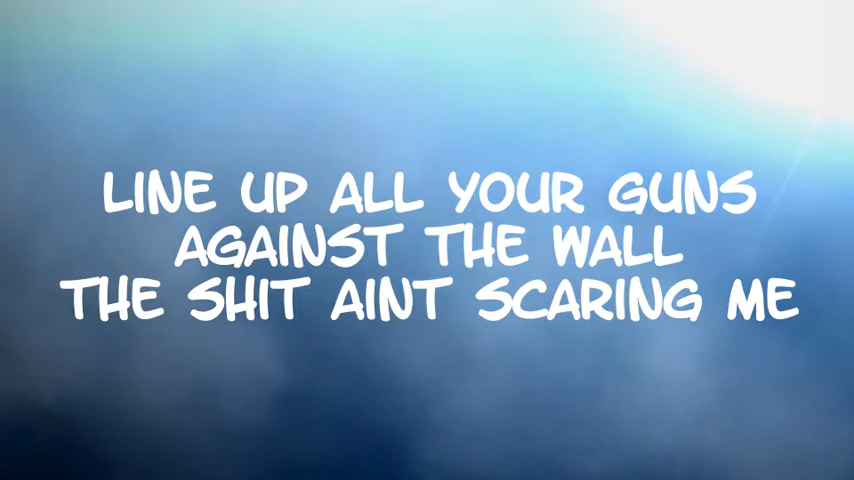 LINE UP ALL YOUR GUNS
AGAINST THE WALL
THE SHIT AINT SCARING ME